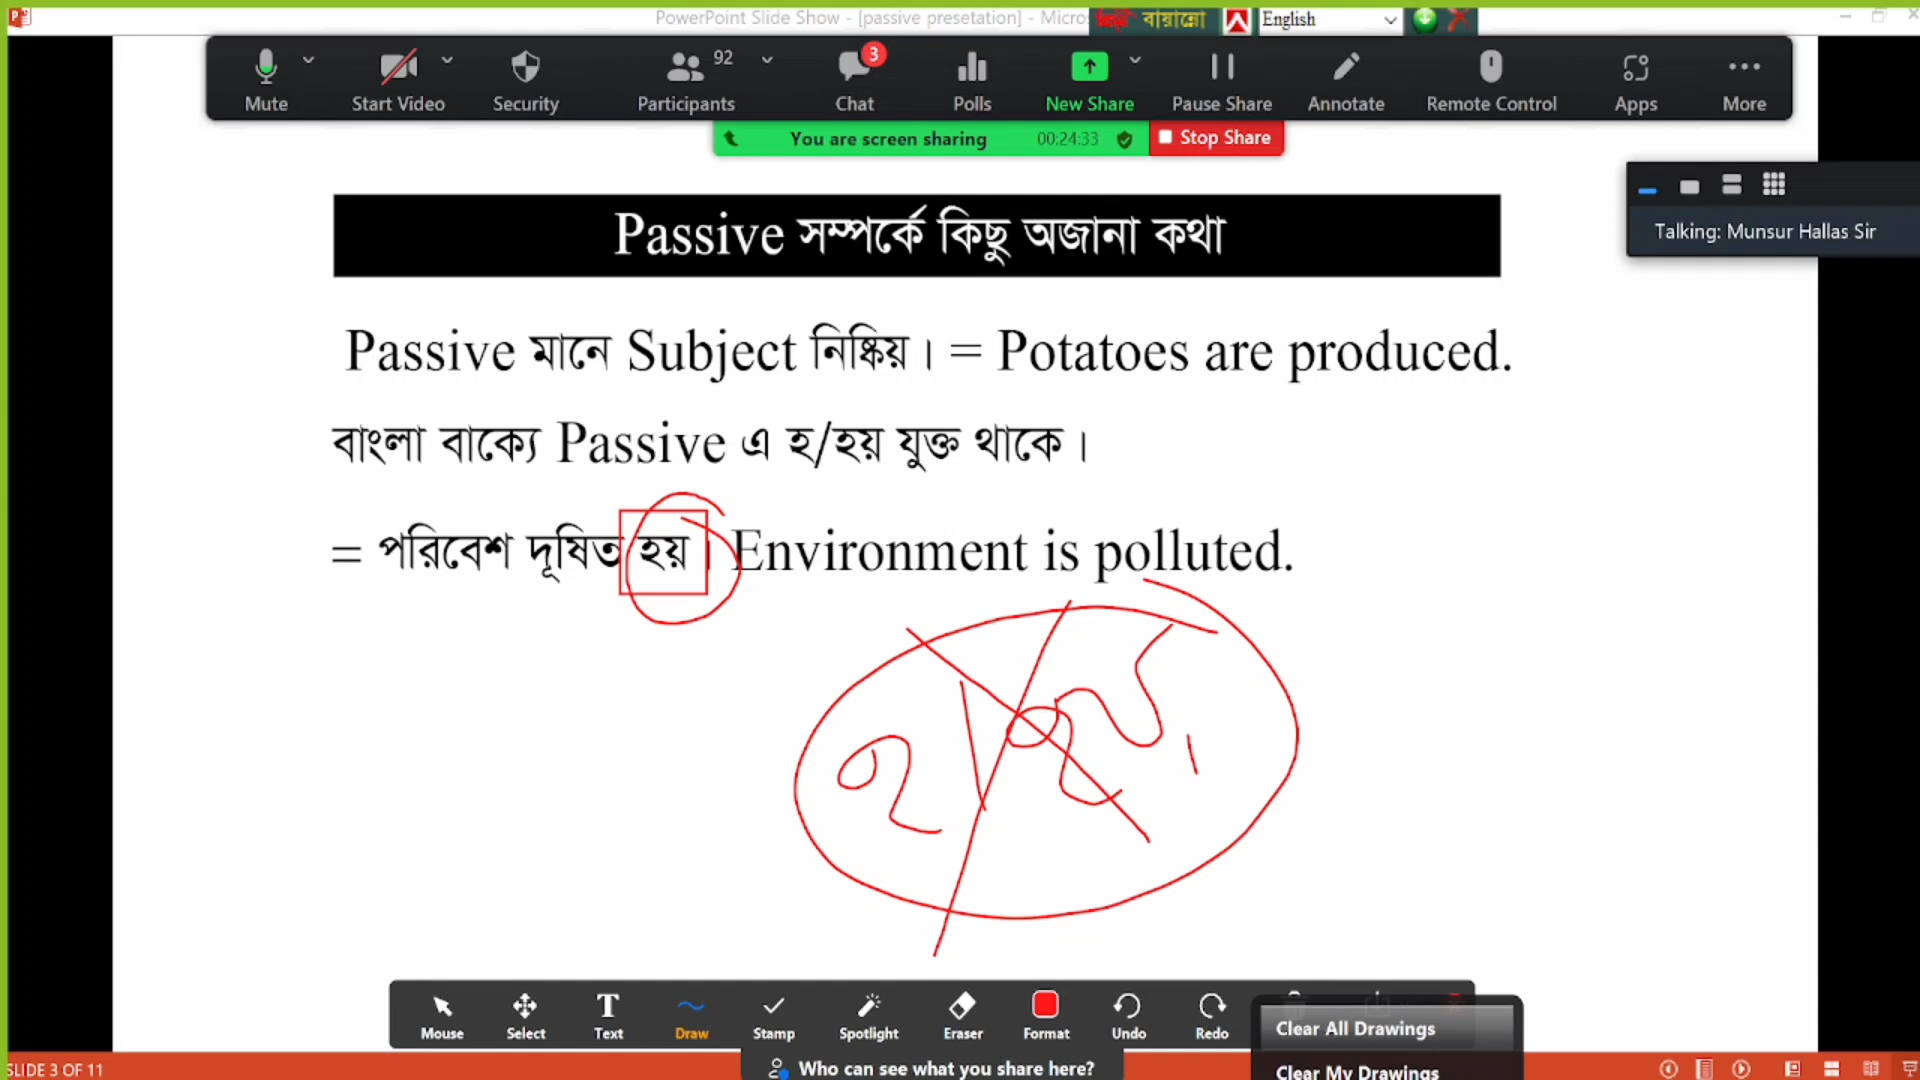 PowerPoint Slide Show - [passive presetation] - Micros
বায়ান্নো English
Mute Start Video Security Participants 92 Chat 3 Polls New Share Pause Share Annotate Remote Control Apps More
You are screen sharing 00:24:33 Stop Share
Talking: Munsur Hallas Sir
Passive সম্পর্কে কিছু অজানা কথা
Passive মানে Subject নিষ্কিয়। = Potatoes are produced.
বাংলা বাক্যে Passive এ হ/হয় যুক্ত থাকে।
= পরিবেশ দূষিত হয়। Environment is polluted.
হ/হয়
Mouse Select Text Draw Stamp Spotlight Eraser Format Undo Redo
Clear All Drawings
Who can see what you share here?
Clear My Drawings
SLIDE 3 OF 11